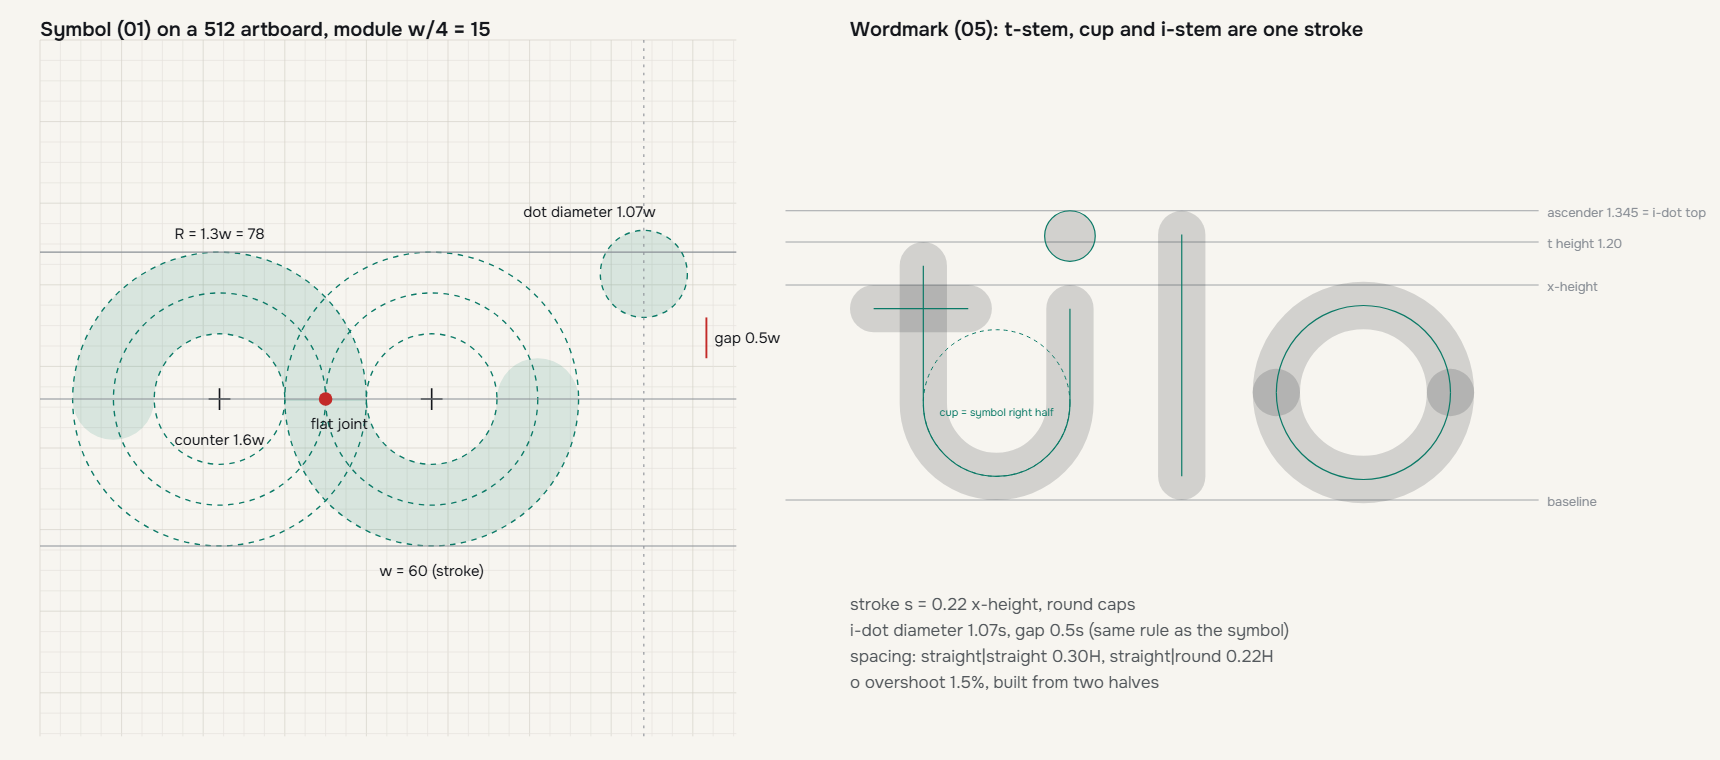 Symbol (01) on a 512 artboard, module w/4 = 15
dot diameter 1.07w
R = 1.3w = 78
gap 0.5w
flat joint
counter 1.6w
w = 60 (stroke)
Wordmark (05): t-stem, cup and i-stem are one stroke
ascender 1.345 = i-dot top
t height 1.20
x-height
cup = symbol right half
baseline
stroke s = 0.22 x-height, round caps
i-dot diameter 1.07s, gap 0.5s (same rule as the symbol)
spacing: straight|straight 0.30H, straight|round 0.22H
o overshoot 1.5%, built from two halves
tilo